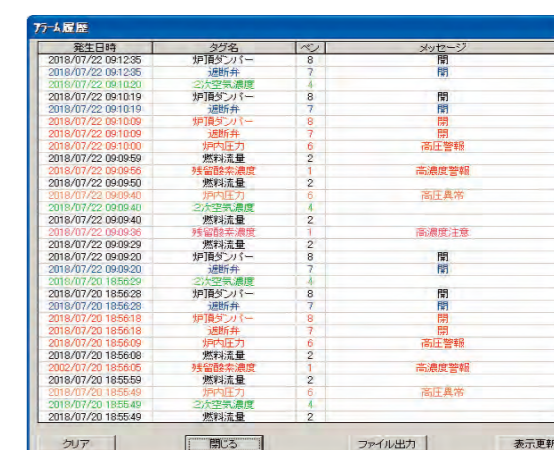 アラーム履歴
発生日時 タグ名 ペン メッセージ
2018/07/22 09:12:35 炉頂ダンパー 8 開
2018/07/22 09:12:35 遮断弁 7 開
2018/07/22 09:10:20 2次空気濃度 4
2018/07/22 09:10:19 炉頂ダンパー 8 開
2018/07/22 09:10:19 遮断弁 7 開
2018/07/22 09:10:09 炉頂ダンパー 8 閉
2018/07/22 09:10:09 遮断弁 7 閉
2018/07/22 09:10:00 炉内圧力 6 高圧警報
2018/07/22 09:09:59 燃料流量 2
2018/07/22 09:09:56 残留酸素濃度 1 高濃度警報
2018/07/22 09:09:50 燃料流量 2
2018/07/22 09:09:40 炉内圧力 6 高圧異常
2018/07/22 09:09:40 2次空気濃度 4
2018/07/22 09:09:40 燃料流量 2
2018/07/22 09:09:36 残留酸素濃度 1 高濃度注意
2018/07/22 09:09:29 燃料流量 2
2018/07/22 09:09:20 炉頂ダンパー 8 開
2018/07/22 09:09:20 遮断弁 7 開
2018/07/20 18:56:29 2次空気濃度 4
2018/07/20 18:56:28 炉頂ダンパー 8 開
2018/07/20 18:56:28 遮断弁 7 開
2018/07/20 18:56:18 炉頂ダンパー 8 閉
2018/07/20 18:56:18 遮断弁 7 閉
2018/07/20 18:56:09 炉内圧力 6 高圧警報
2018/07/20 18:56:08 燃料流量 2
2002/07/20 18:56:05 残留酸素濃度 1 高濃度警報
2018/07/20 18:55:59 燃料流量 2
2018/07/20 18:55:49 炉内圧力 6 高圧異常
2018/07/20 18:55:49 2次空気濃度 4
2018/07/20 18:55:49 燃料流量 2
クリア 閉じる ファイル出力 表示更新